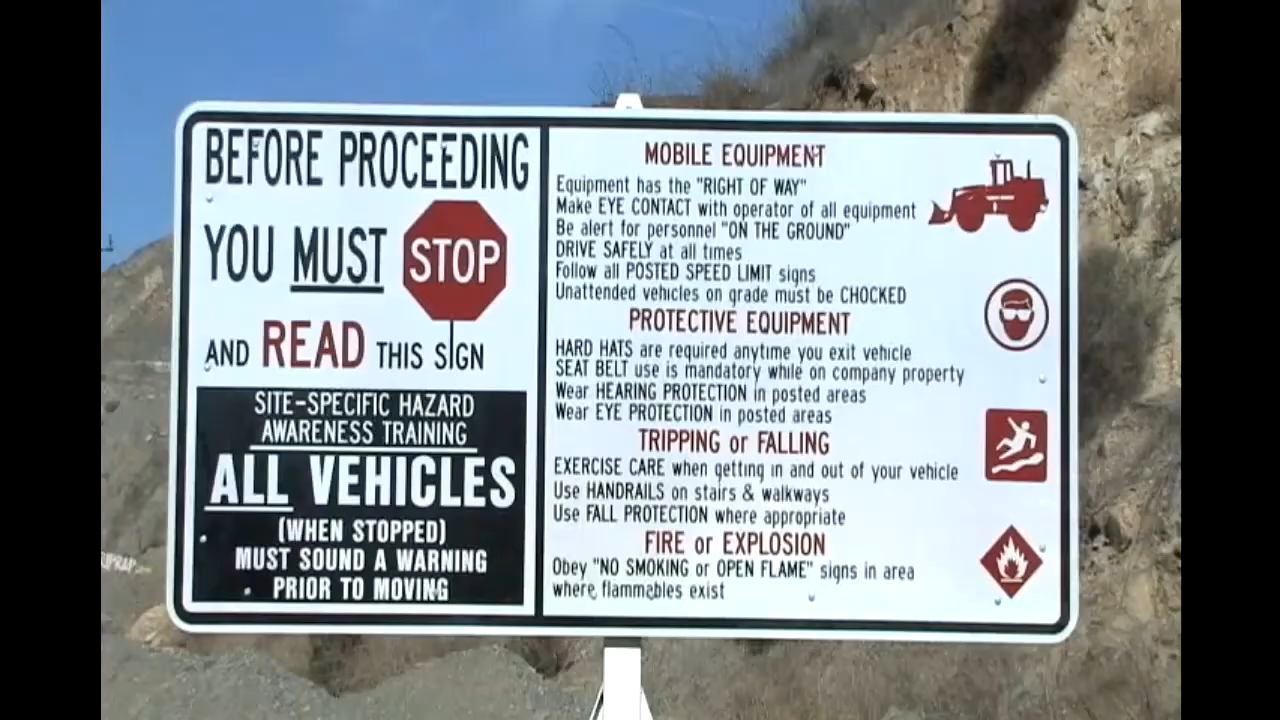 BEFORE PROCEEDING
YOU MUST STOP
AND READ THIS SIGN
SITE-SPECIFIC HAZARD
AWARENESS TRAINING
ALL VEHICLES
(WHEN STOPPED)
MUST SOUND A WARNING
PRIOR TO MOVING
MOBILE EQUIPMENT
Equipment has the "RIGHT OF WAY"
Make EYE CONTACT with operator of all equipment
Be alert for personnel "ON THE GROUND"
DRIVE SAFELY at all times
Follow all POSTED SPEED LIMIT signs
Unattended vehicles on grade must be CHOCKED
PROTECTIVE EQUIPMENT
HARD HATS are required anytime you exit vehicle
SEAT BELT use is mandatory while on company property
Wear HEARING PROTECTION in posted areas
Wear EYE PROTECTION in posted areas
TRIPPING or FALLING
EXERCISE CARE when getting in and out of your vehicle
Use HANDRAILS on stairs & walkways
Use FALL PROTECTION where appropriate
FIRE or EXPLOSION
Obey "NO SMOKING or OPEN FLAME" signs in area
where flammables exist